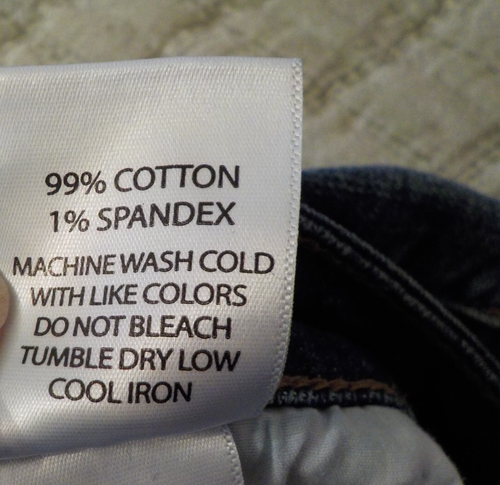 99% COTTON
1% SPANDEX
MACHINE WASH COLD
WITH LIKE COLORS
DO NOT BLEACH
TUMBLE DRY LOW
COOL IRON